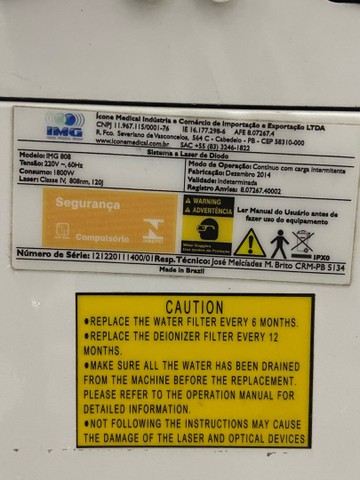 Ícone Medical Indústria e Comércio de Importação e Exportação LTDA
CNPJ 11.967.115/0001-76 IE 16.177.298-6 AFE 8.07267.4
R. Fco. Severiano de Vasconcelos, 564 C - Cabedelo - PB - CEP 58310-000
www.iconemedical.com.br SAC +55 (83) 3246-1822
IMG
Sistema a Laser de Diodo
Modelo: IMG 808
Tensão: 220V ~, 60Hz
Consumo: 1800W
Laser: Classe IV, 808nm, 120J
Modo de Operação: Contínuo com carga intermitente
Fabricação: Dezembro 2014
Validade: Indeterminada
Registro Anvisa: 8.07267.40002
Segurança
Compulsório
INMETRO
WARNING
ADVERTÊNCIA
Ler Manual do Usuário antes de
fazer uso do equipamento
IPX0
Número de Série: 121220111400/01 Resp.Técnico: José Melcíades M. Brito CRM-PB 5134
Made in Brazil
CAUTION
●REPLACE THE WATER FILTER EVERY 6 MONTHS.
●REPLACE THE DEIONIZER FILTER EVERY 12
MONTHS.
●MAKE SURE ALL THE WATER HAS BEEN DRAINED
FROM THE MACHINE BEFORE THE REPLACEMENT.
PLEASE REFER TO THE OPERATION MANUAL FOR
DETAILED INFORMATION.
●NOT FOLLOWING THE INSTRUCTIONS MAY CAUSE
THE DAMAGE OF THE LASER AND OPTICAL DEVICES